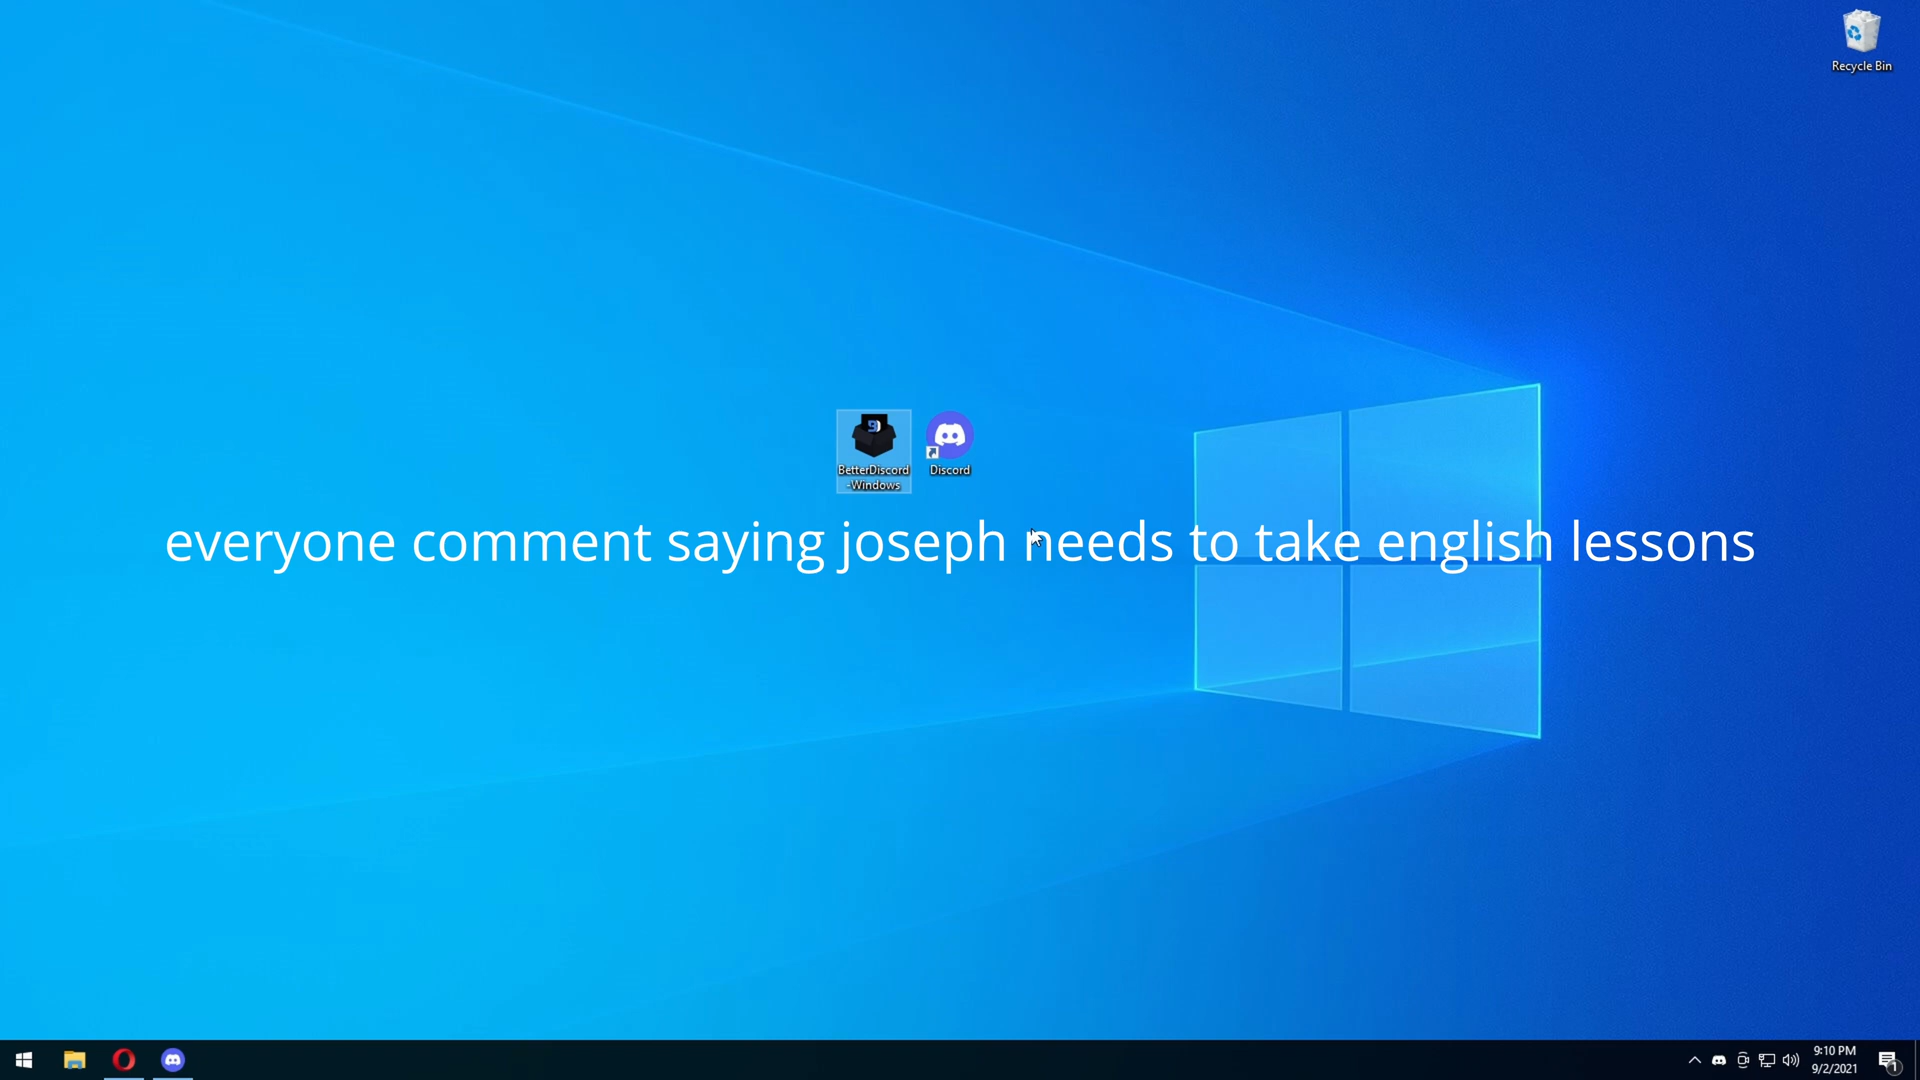 Recycle Bin
BetterDiscord
-Windows
Discord
everyone comment saying joseph needs to take english lessons
9:10 PM
9/2/2021
1